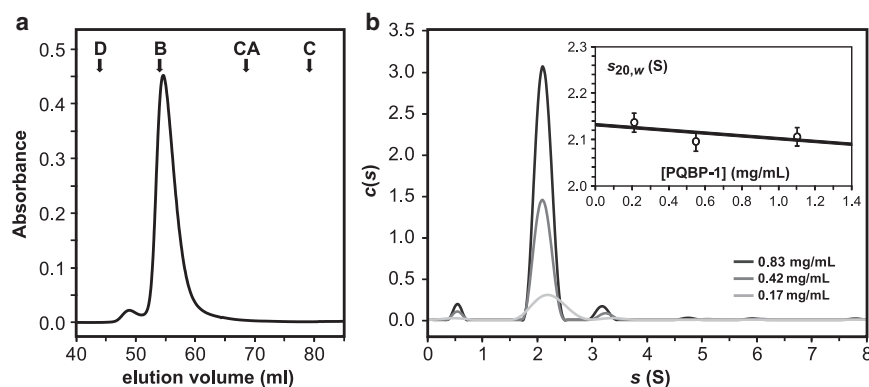 a
D B CA C
0.5
0.4
0.3
0.2
0.1
0.0
Absorbance
40 50 60 70 80
elution volume (ml)
b
3.5
3.0
2.5
2.0
1.5
1.0
0.5
0.0
c(s)
0 1 2 3 4 5 6 7 8
s (S)
2.3
2.2
2.1
2.0
s20,w (S)
[PQBP-1] (mg/mL)
0.0 0.2 0.4 0.6 0.8 1.0 1.2 1.4
0.83 mg/mL
0.42 mg/mL
0.17 mg/mL